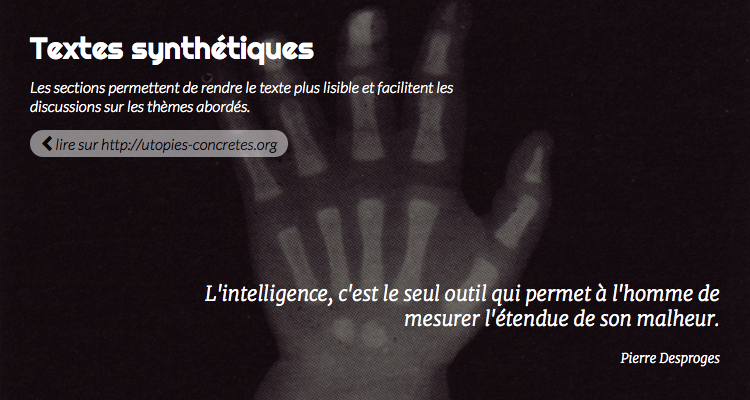 Textes synthétiques
Les sections permettent de rendre le texte plus lisible et facilitent les
discussions sur les thèmes abordés.
lire sur http://utopies-concretes.org
L'intelligence, c'est le seul outil qui permet à l'homme de
mesurer l'étendue de son malheur.
Pierre Desproges